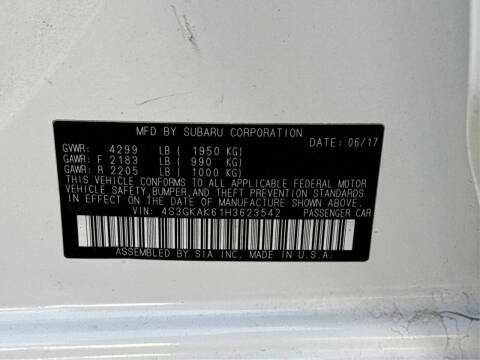 MFD BY SUBARU CORPORATION
DATE: 06/17
GVWR: 4299 LB ( 1950 KG)
GAWR: F 2183 LB ( 990 KG)
GAWR: R 2205 LB ( 1000 KG)
THIS VEHICLE CONFORMS TO ALL APPLICABLE FEDERAL MOTOR
VEHICLE SAFETY, BUMPER, AND THEFT PREVENTION STANDARDS
IN EFFECT ON THE DATE OF MANUFACTURE SHOWN ABOVE.
VIN: 4S3GKAK61H3623542 PASSENGER CAR
ASSEMBLED BY SIA INC. MADE IN U.S.A.